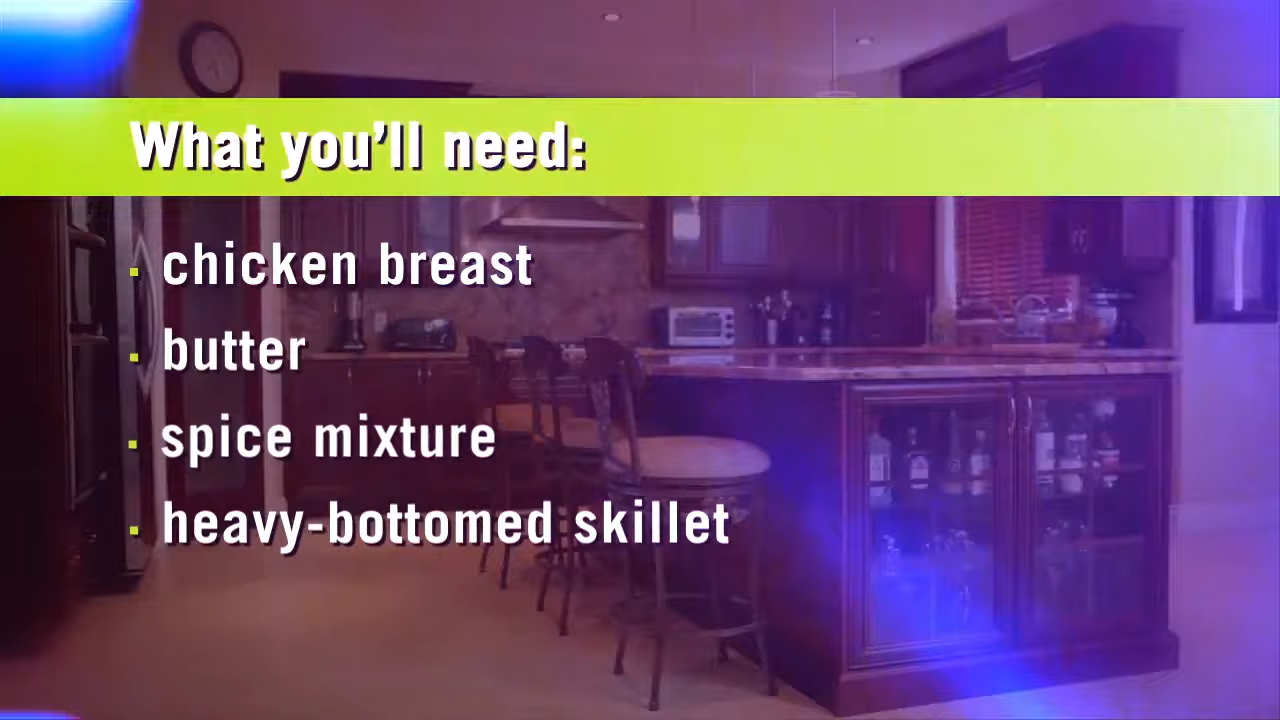 What you'll need:
· chicken breast
· butter
· spice mixture
· heavy-bottomed skillet